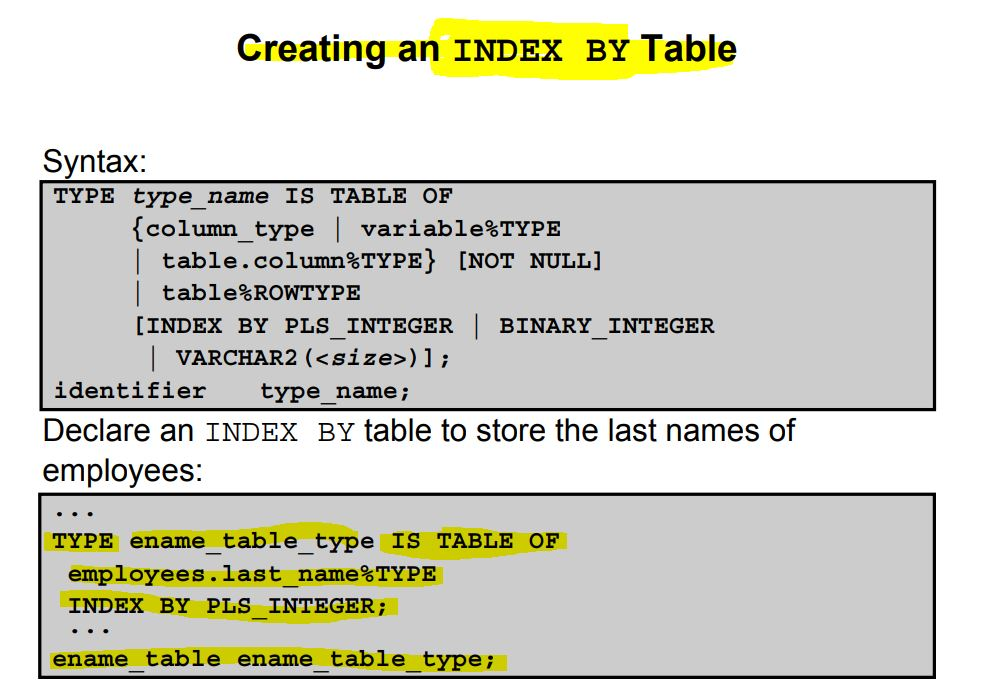 Creating an INDEX BY Table
Syntax:
TYPE type_name IS TABLE OF
{column_type | variable%TYPE
| table.column%TYPE} [NOT NULL]
| table%ROWTYPE
[INDEX BY PLS_INTEGER | BINARY_INTEGER
| VARCHAR2(<size>)];
identifier type_name;
Declare an INDEX BY table to store the last names of
employees:
...
TYPE ename_table_type IS TABLE OF
employees.last_name%TYPE
INDEX BY PLS_INTEGER;
...
ename_table ename_table_type;